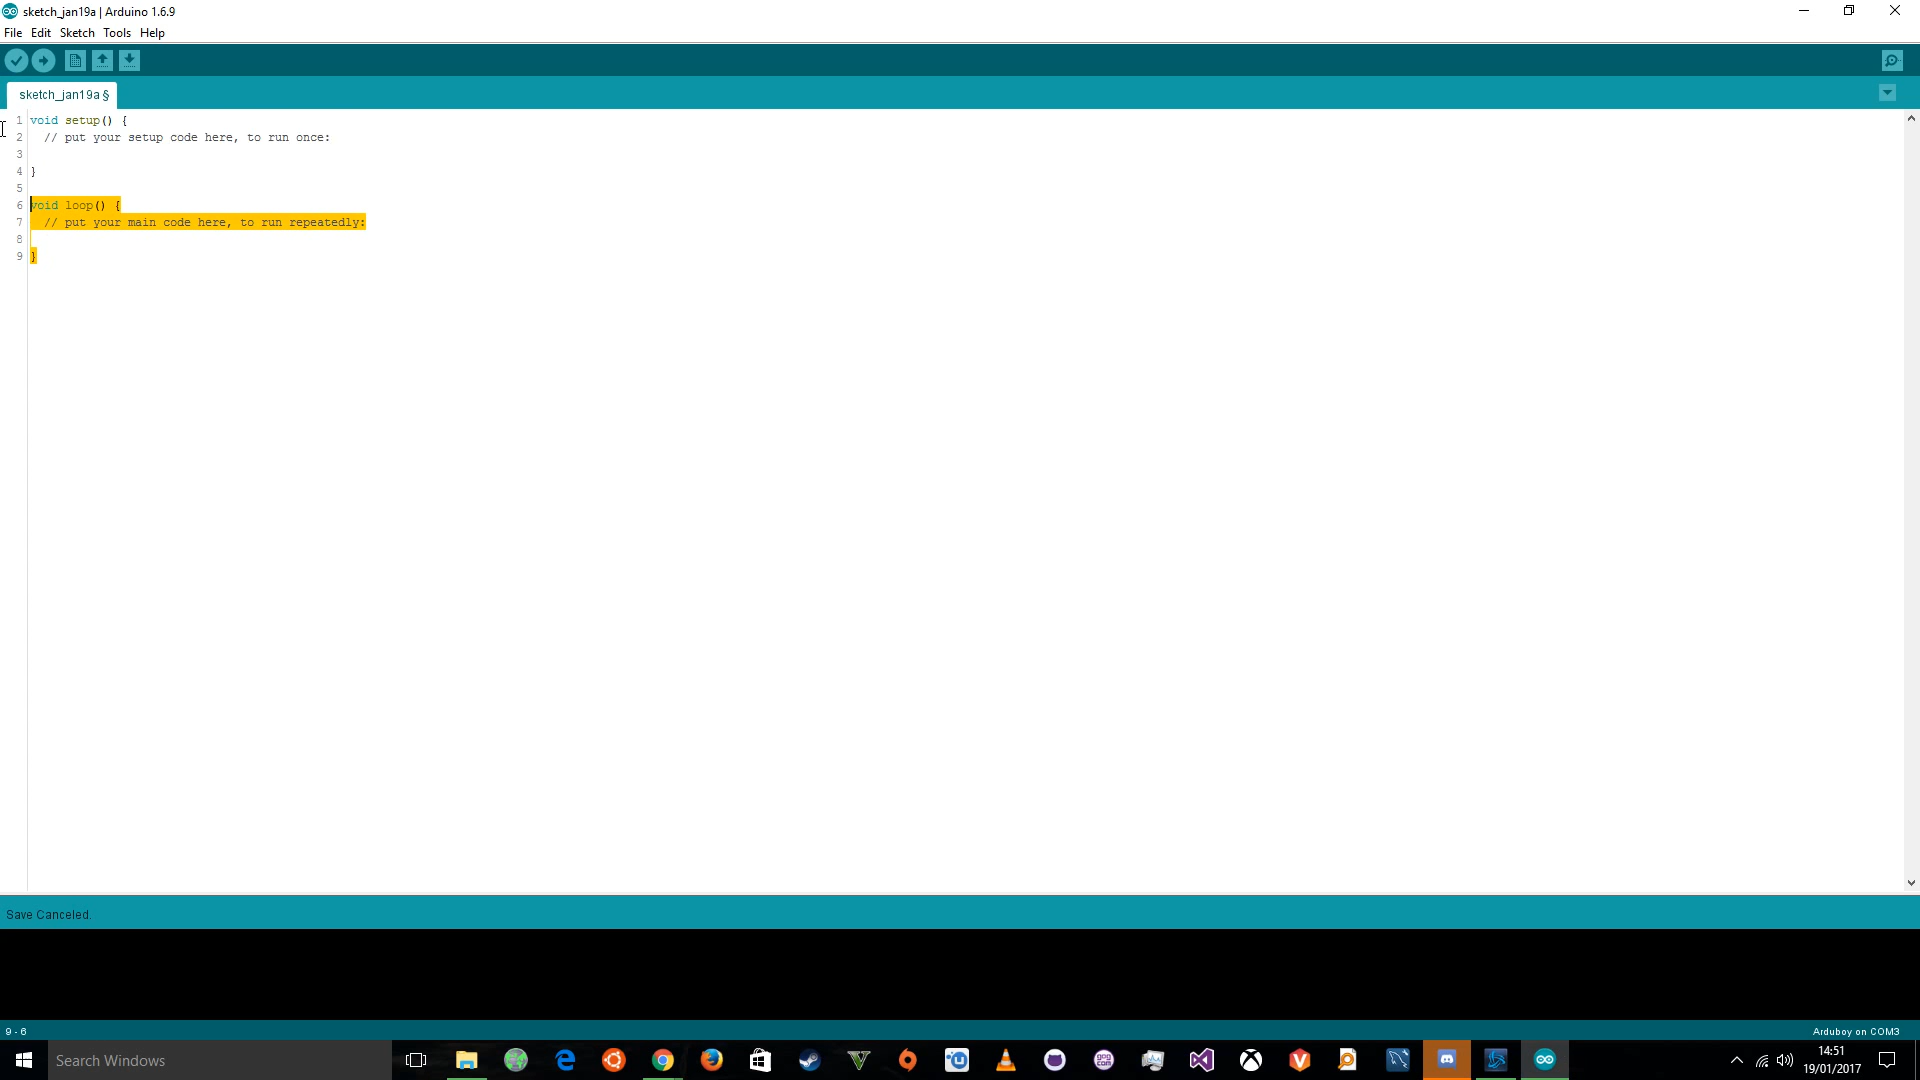 sketch_jan19a | Arduino 1.6.9
File Edit Sketch Tools Help
sketch_jan19a §
1 void setup() {
2 // put your setup code here, to run once:
3
4 }
5
6 void loop() {
7 // put your main code here, to run repeatedly:
8
9 }
Save Canceled.
9 - 6
Arduboy on COM3
Search Windows
gog
com
14:51
19/01/2017